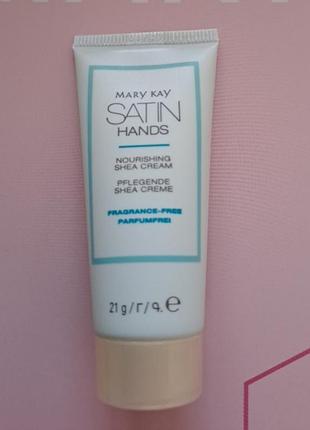 MARY KAY
SATIN
HANDS
NOURISHING
SHEA CREAM
PFLEGENDE
SHEA CREME
FRAGRANCE-FREE
PARFUMFREI
21 g/г/գ. ℮